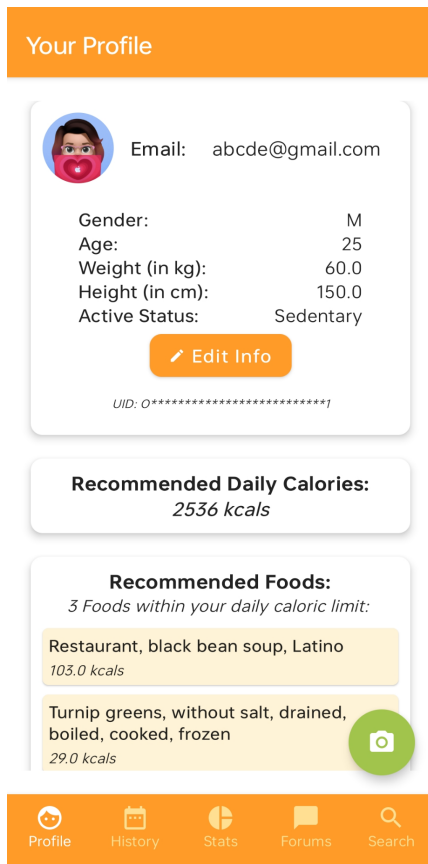 Your Profile
Email: abcde@gmail.com
Gender: M
Age: 25
Weight (in kg): 60.0
Height (in cm): 150.0
Active Status: Sedentary
Edit Info
UID: O**************************1
Recommended Daily Calories:
2536 kcals
Recommended Foods:
3 Foods within your daily caloric limit:
Restaurant, black bean soup, Latino
103.0 kcals
Turnip greens, without salt, drained,
boiled, cooked, frozen
29.0 kcals
Profile History Stats Forums Search